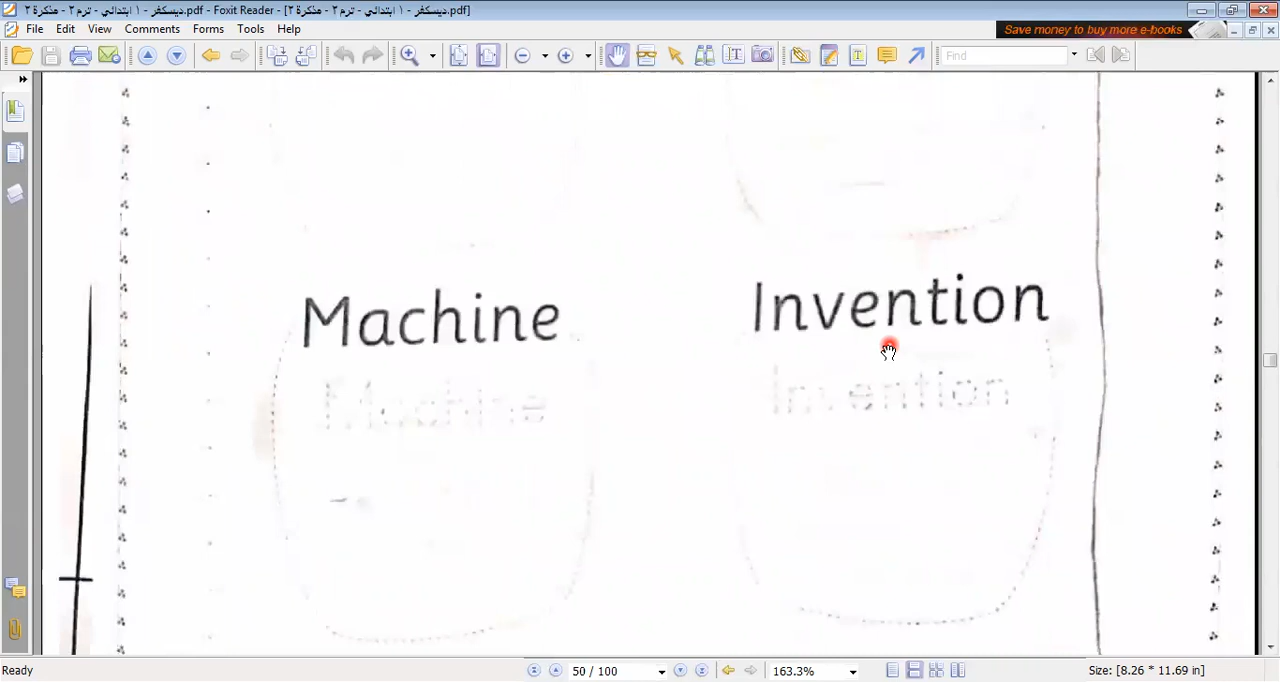 ديسكفر - ١ ابتدائي - ترم ٢ - مذكرة ٢.pdf - Foxit Reader - [ديسكفر - ١ ابتدائي - ترم ٢ - مذكرة ٢.pdf]
File Edit View Comments Forms Tools Help
Save money to buy more e-books
Find
Machine
Invention
Machine
Invention
Ready
50 / 100
163.3%
Size: [8.26 * 11.69 in]